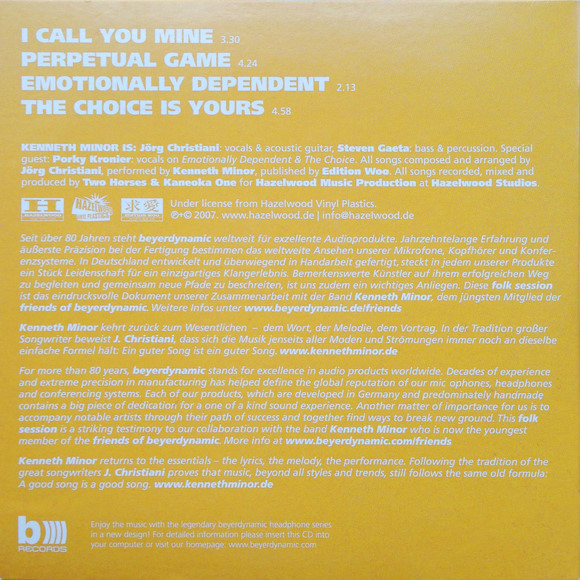 I CALL YOU MINE 3.30
PERPETUAL GAME 4.24
EMOTIONALLY DEPENDENT 2.13
THE CHOICE IS YOURS 4.58
KENNETH MINOR IS: Jörg Christiani: vocals & acoustic guitar, Steven Gaeta: bass & percussion. Special
guest: Porky Kronier: vocals on Emotionally Dependent & The Choice. All songs composed and arranged by
Jörg Christiani, performed by Kenneth Minor, published by Edition Woo. All songs recorded, mixed and
produced by Two Horses & Kaneoka One for Hazelwood Music Production at Hazelwood Studios.
H HAZELWOOD VINYL PLASTICS 求愛 Under license from Hazelwood Vinyl Plastics.
℗+© 2007. www.hazelwood.de | info@hazelwood.de
Seit über 80 Jahren steht beyerdynamic weltweit für exzellente Audioprodukte. Jahrzehntelange Erfahrung und
äußerste Präzision bei der Fertigung bestimmen das weltweite Ansehen unserer Mikrofone, Kopfhörer und Konfer-
enzsysteme. In Deutschland entwickelt und überwiegend in Handarbeit gefertigt, steckt in jedem unserer Produkte
ein Stück Leidenschaft für ein einzigartiges Klangerlebnis. Bemerkenswerte Künstler auf ihrem erfolgreichen Weg
zu begleiten und gemeinsam neue Pfade zu beschreiten, ist uns zudem ein wichtiges Anliegen. Diese folk session
ist das eindrucksvolle Dokument unserer Zusammenarbeit mit der Band Kenneth Minor, dem jüngsten Mitglied der
friends of beyerdynamic. Weitere Infos unter www.beyerdynamic.de/friends
Kenneth Minor kehrt zurück zum Wesentlichen – dem Wort, der Melodie, dem Vortrag. In der Tradition großer
Songwriter beweist J. Christiani, dass sich die Musik jenseits aller Moden und Strömungen immer noch an dieselbe
einfache Formel hält: Ein guter Song ist ein guter Song. www.kennethminor.de
For more than 80 years, beyerdynamic stands for excellence in audio products worldwide. Decades of experience
and extreme precision in manufacturing has helped define the global reputation of our mic ophones, headphones
and conferencing systems. Each of our products, which are developed in Germany and predominately handmade
contains a big piece of dedication for a one of a kind sound experience. Another matter of importance for us is to
accompany notable artists through their path of success and together find ways to break new ground. This folk
session is a striking testimony to our collaboration with the band Kenneth Minor who is now the youngest
member of the friends of beyerdynamic. More info at www.beyerdynamic.com/friends
Kenneth Minor returns to the essentials – the lyrics, the melody, the performance. Following the tradition of the
great songwriters J. Christiani proves that music, beyond all styles and trends, still follows the same old formula:
A good song is a good song. www.kennethminor.de
b RECORDS
Enjoy the music with the legendary beyerdynamic headphone series
in a new design! For detailed information please insert this CD into
your computer or visit our homepage: www.beyerdynamic.com